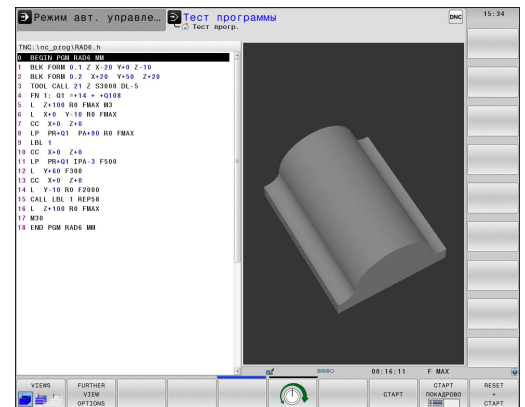 Режим авт. управле…
Тест программы
Тест прогр.
DNC
15:34
TNC:\nc_prog\RAD6.h
0 BEGIN PGM RAD6 MM
1 BLK FORM 0.1 Z X-20 Y+0 Z-10
2 BLK FORM 0.2 X+20 Y+50 Z+20
3 TOOL CALL 21 Z S3000 DL-5
4 FN 1: Q1 =+14 + +Q108
5 L Z+100 R0 FMAX M3
6 L X+0 Y-10 R0 FMAX
7 CC X+0 Z+0
8 LP PR+Q1 PA+90 R0 FMAX
9 LBL 1
10 CC X+0 Z+0
11 LP PR+Q1 IPA-3 F500
12 L Y+60 F300
13 CC X+0 Z+0
14 L Y-10 R0 F2000
15 CALL LBL 1 REP58
16 L Z+100 R0 FMAX
17 M30
18 END PGM RAD6 MM
00:16:11 F MAX
VIEWS
FURTHER VIEW OPTIONS
СТАРТ
СТАРТ ПОКАДРОВО
RESET + СТАРТ